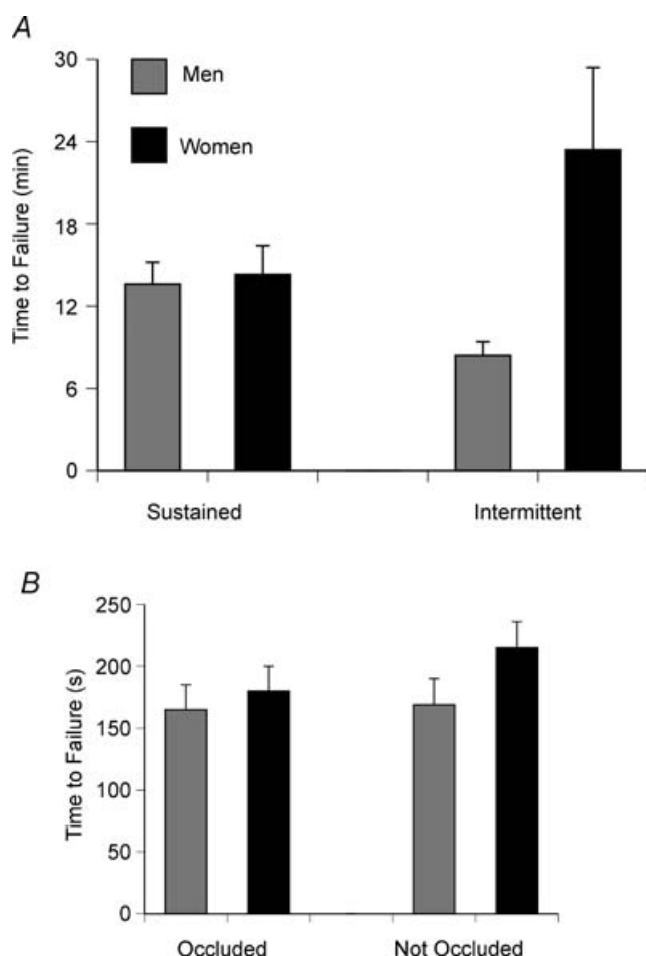 A
Time to Failure (min)
30
24
18
12
6
0
Men
Women
Sustained
Intermittent
B
Time to Failure (s)
250
200
150
100
50
0
Occluded
Not Occluded